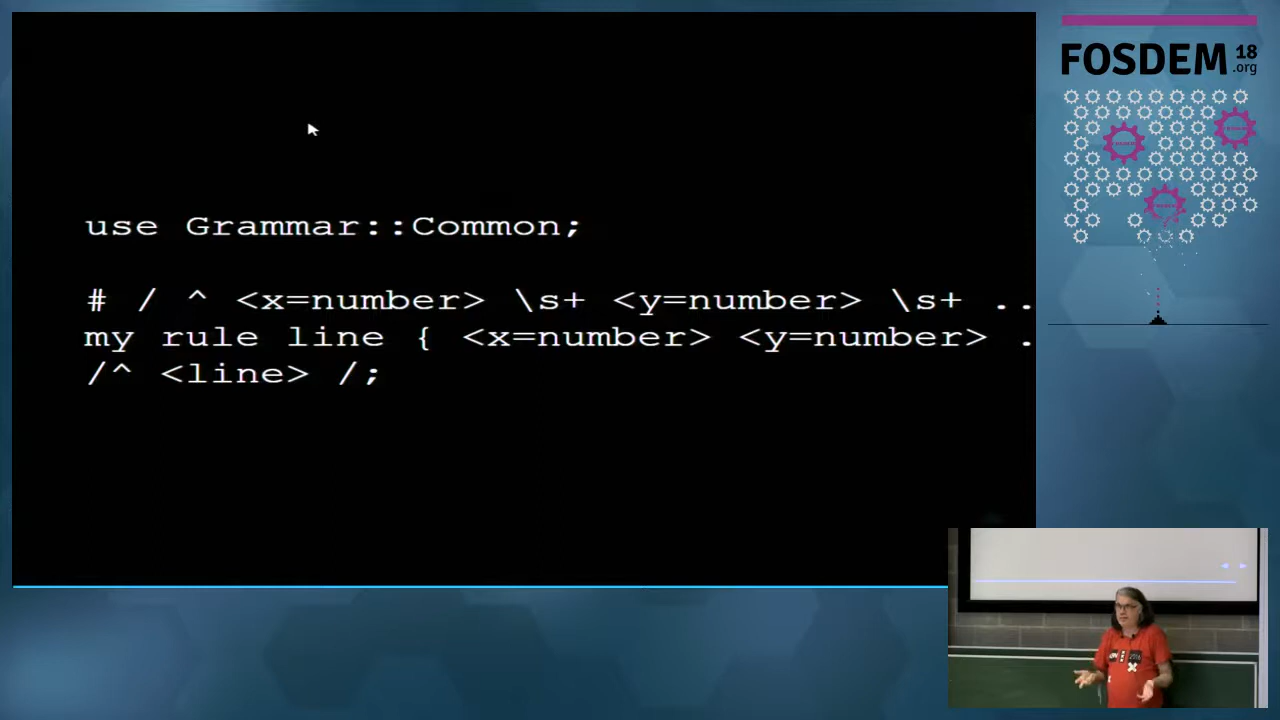 use Grammar::Common;
# / ^ <x=number> \s+ <y=number> \s+ ..
my rule line { <x=number> <y=number> .
/^ <line> /;
FOSDEM 18
.org